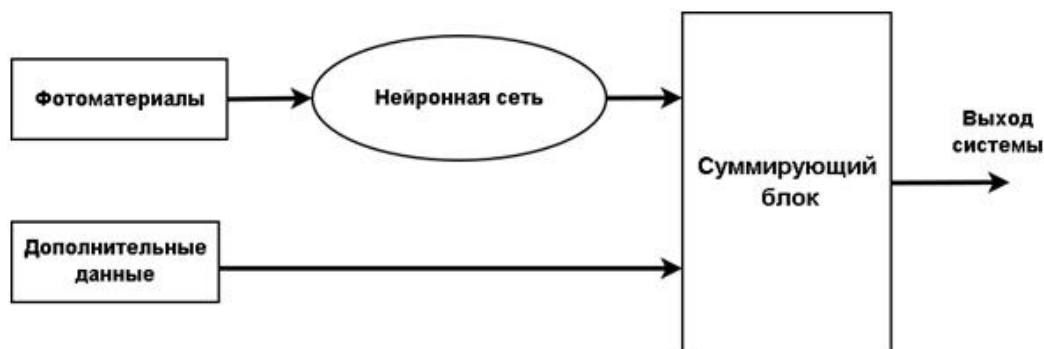 Фотоматериалы
Нейронная сеть
Дополнительные
данные
Суммирующий
блок
Выход
системы